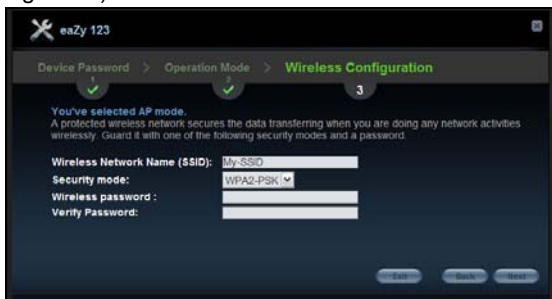 eaZy 123
Device Password > Operation Mode > Wireless Configuration
1 2 3
You've selected AP mode.
A protected wireless network secures the data transferring when you are doing any network activities
wirelessly. Guard it with one of the following security modes and a password.
Wireless Network Name (SSID): My-SSID
Security mode: WPA2-PSK
Wireless password :
Verify Password:
Exit Back Next